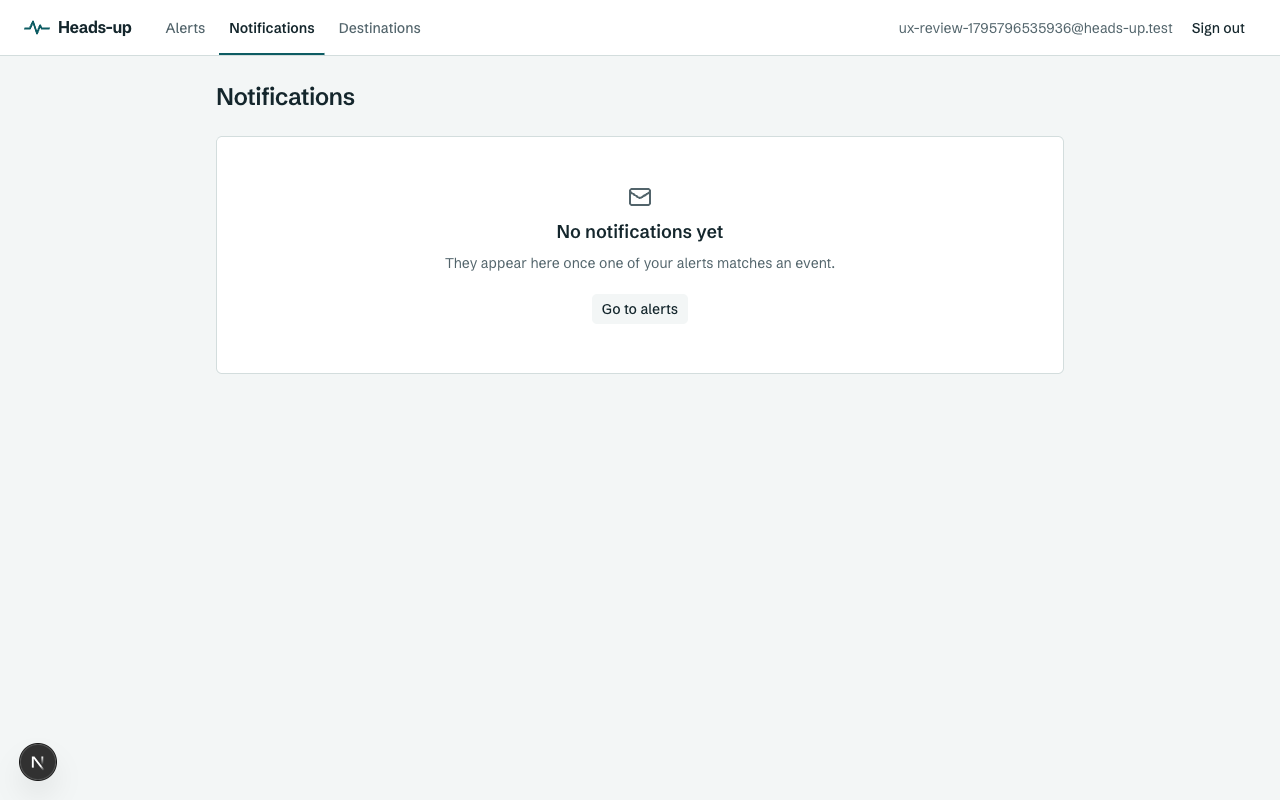 Heads-up
Alerts
Notifications
Destinations
ux-review-1795796535936@heads-up.test
Sign out
Notifications
No notifications yet
They appear here once one of your alerts matches an event.
Go to alerts
N